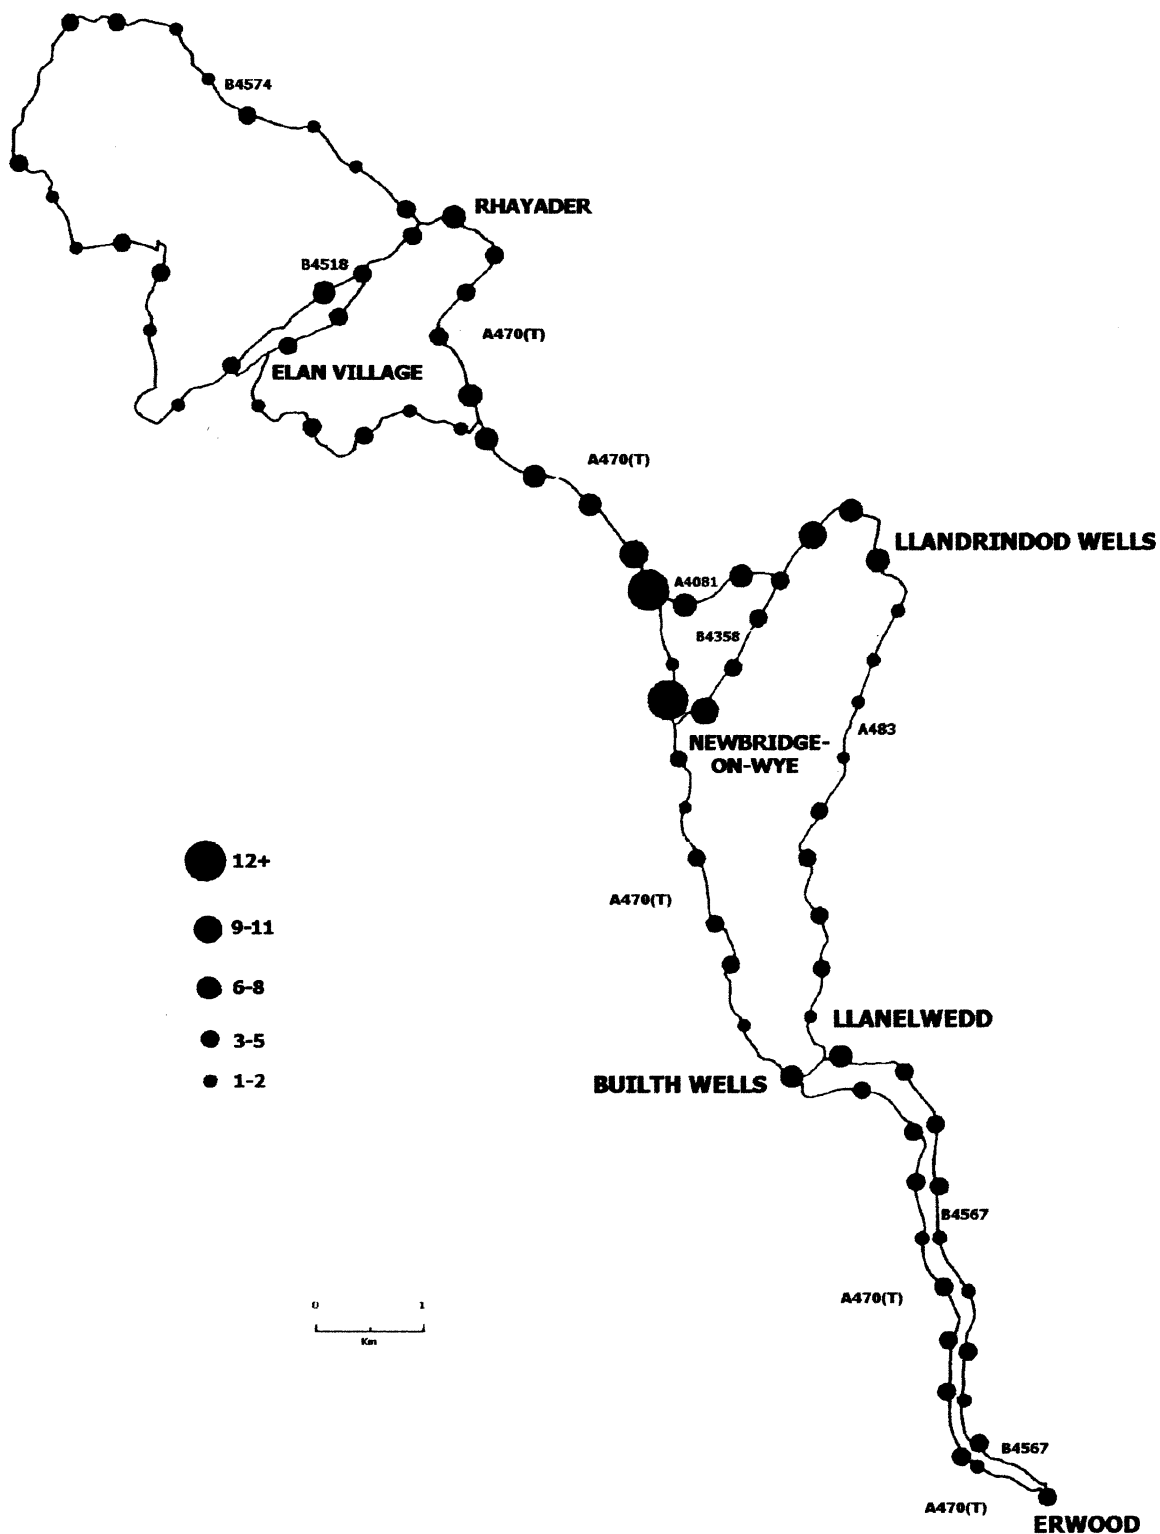 B4574
RHAYADER
B4518
A470(T)
ELAN VILLAGE
A470(T)
LLANDRINDOD WELLS
A4081
B4358
A483
NEWBRIDGE-
ON-WYE
12+
A470(T)
9-11
6-8
3-5
1-2
LLANELWEDD
BUILTH WELLS
B4567
A470(T)
0 1
Km
B4567
A470(T)
ERWOOD